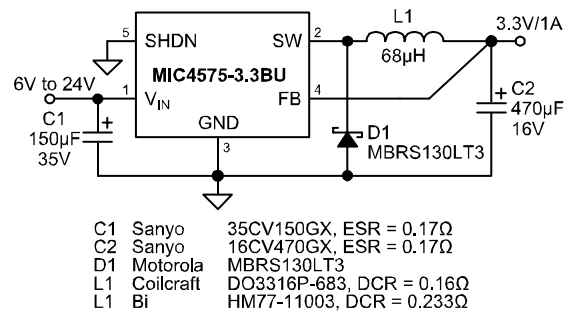 5
SHDN
SW
2
L1
68µH
3.3V/1A
MIC4575-3.3BU
6V to 24V
1
VIN
FB
4
C1
150µF
35V
GND
3
D1
MBRS130LT3
C2
470µF
16V
+
+
C1 Sanyo 35CV150GX, ESR = 0.17Ω
C2 Sanyo 16CV470GX, ESR = 0.17Ω
D1 Motorola MBRS130LT3
L1 Coilcraft DO3316P-683, DCR = 0.16Ω
L1 Bi HM77-11003, DCR = 0.233Ω